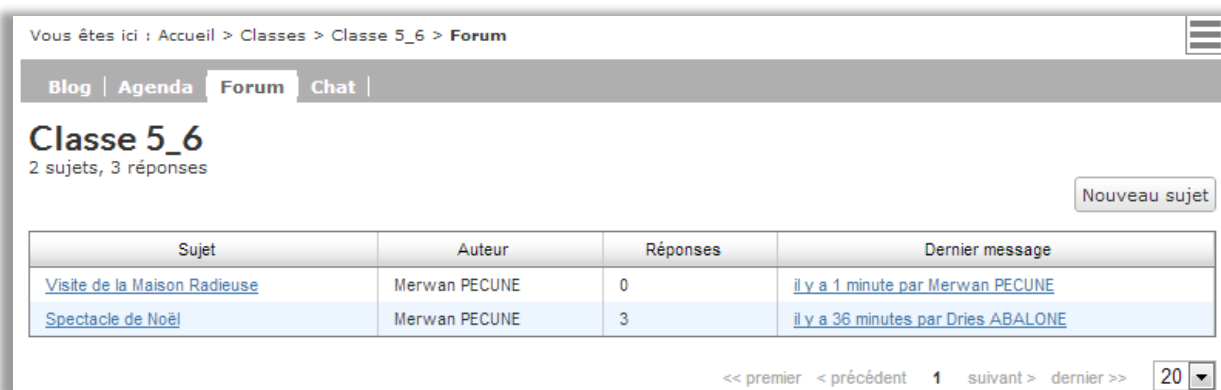 Vous êtes ici : Accueil > Classes > Classe 5_6 > Forum
Blog | Agenda | Forum | Chat |
Classe 5_6
2 sujets, 3 réponses
Nouveau sujet
Sujet Auteur Réponses Dernier message
Visite de la Maison Radieuse Merwan PECUNE 0 il y a 1 minute par Merwan PECUNE
Spectacle de Noël Merwan PECUNE 3 il y a 36 minutes par Dries ABALONE
<< premier < précédent 1 suivant > dernier >> 20